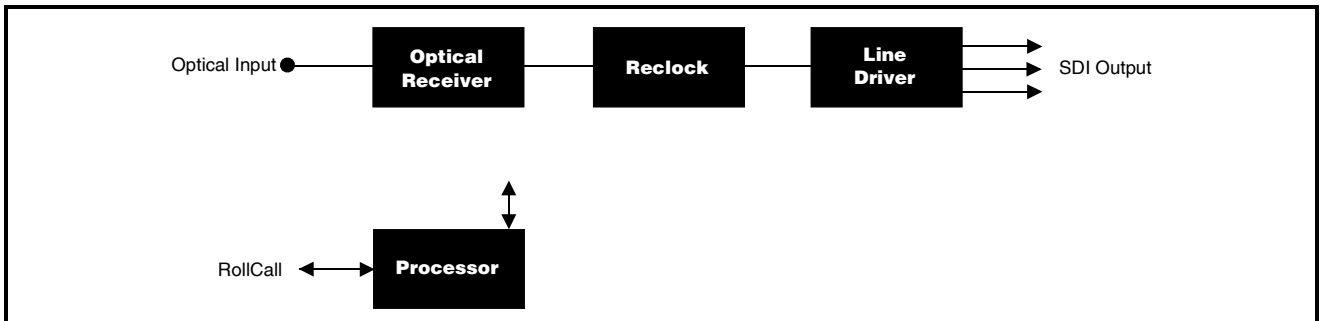 Optical Input
Optical
Receiver
Reclock
Line
Driver
SDI Output
RollCall
Processor